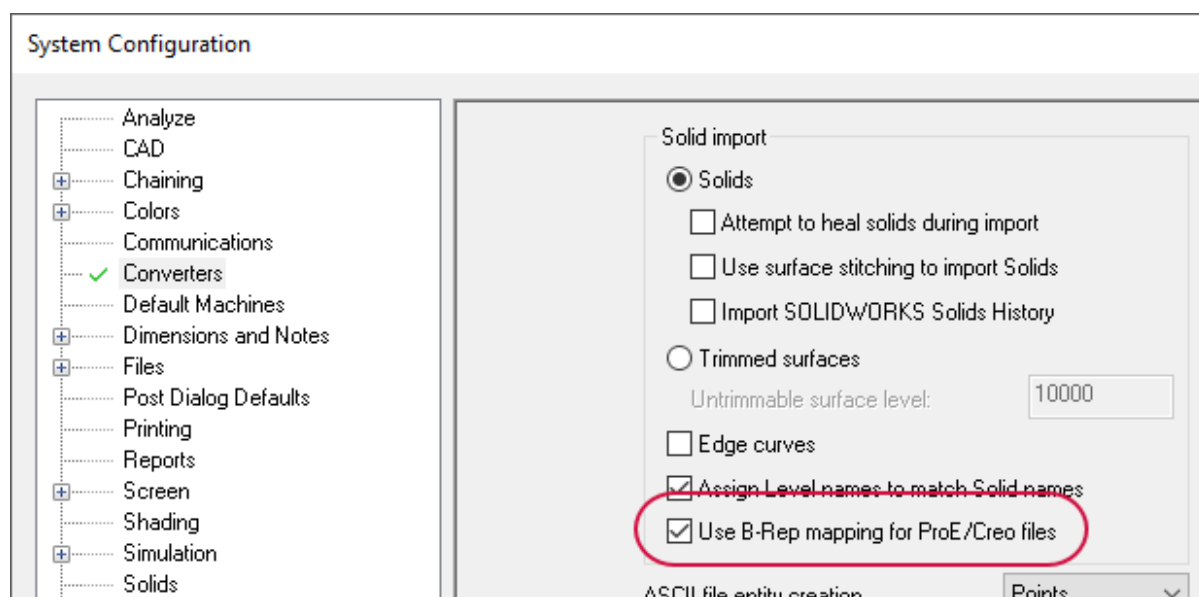 System Configuration
Analyze
CAD
Chaining
Colors
Communications
Converters
Default Machines
Dimensions and Notes
Files
Post Dialog Defaults
Printing
Reports
Screen
Shading
Simulation
Solids
Solid import
Solids
Attempt to heal solids during import
Use surface stitching to import Solids
Import SOLIDWORKS Solids History
Trimmed surfaces
Untrimmable surface level: 10000
Edge curves
Assign Level names to match Solid names
Use B-Rep mapping for ProE/Creo files
ASCII file entity creation Points